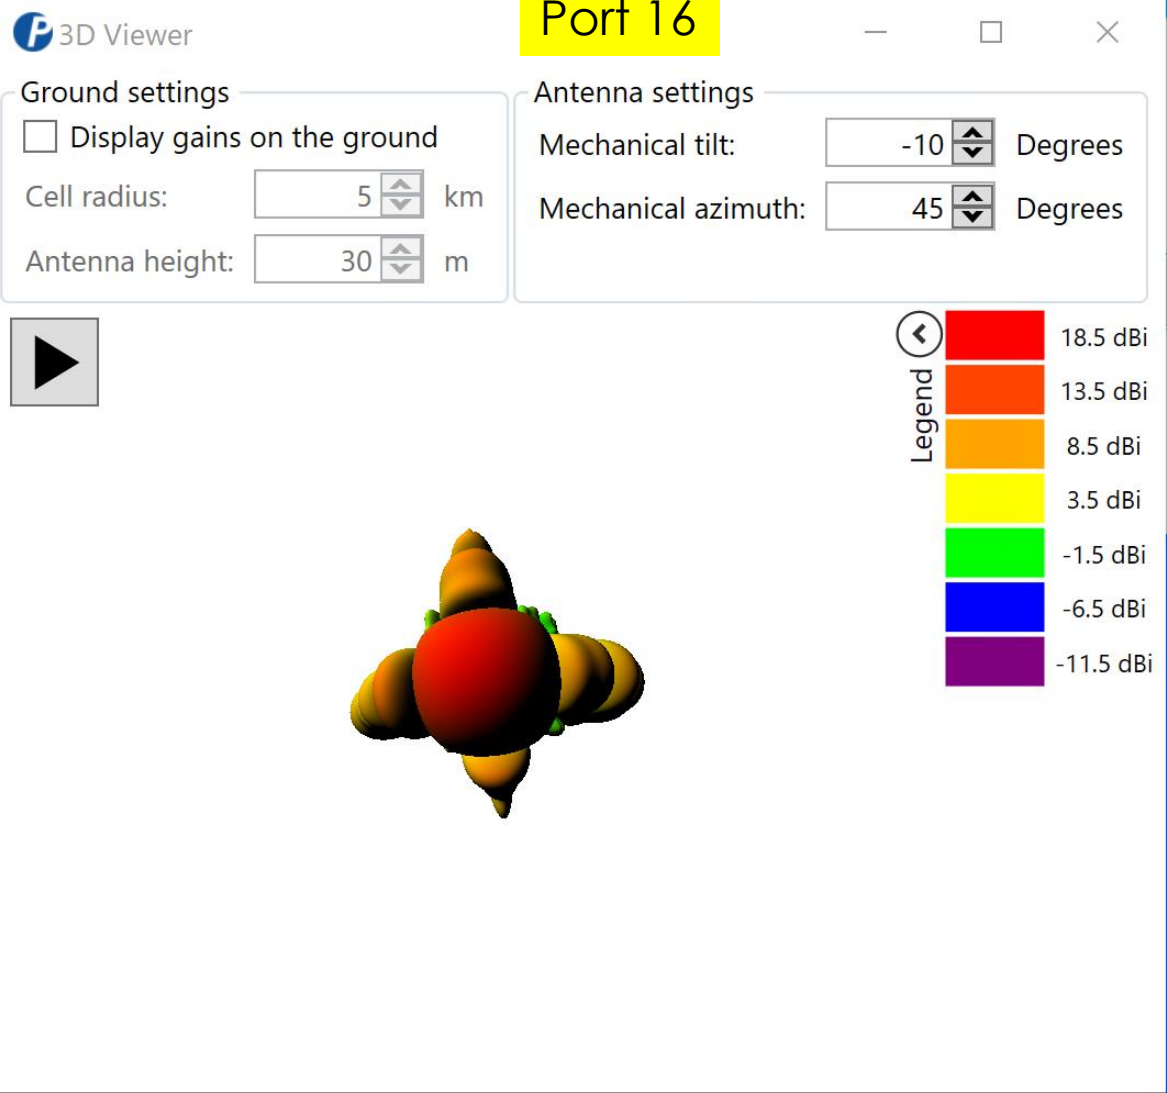 Port 16
3D Viewer
Ground settings
Display gains on the ground
Cell radius: 5 km
Antenna height: 30 m
Antenna settings
Mechanical tilt: -10 Degrees
Mechanical azimuth: 45 Degrees
Legend
18.5 dBi
13.5 dBi
8.5 dBi
3.5 dBi
-1.5 dBi
-6.5 dBi
-11.5 dBi